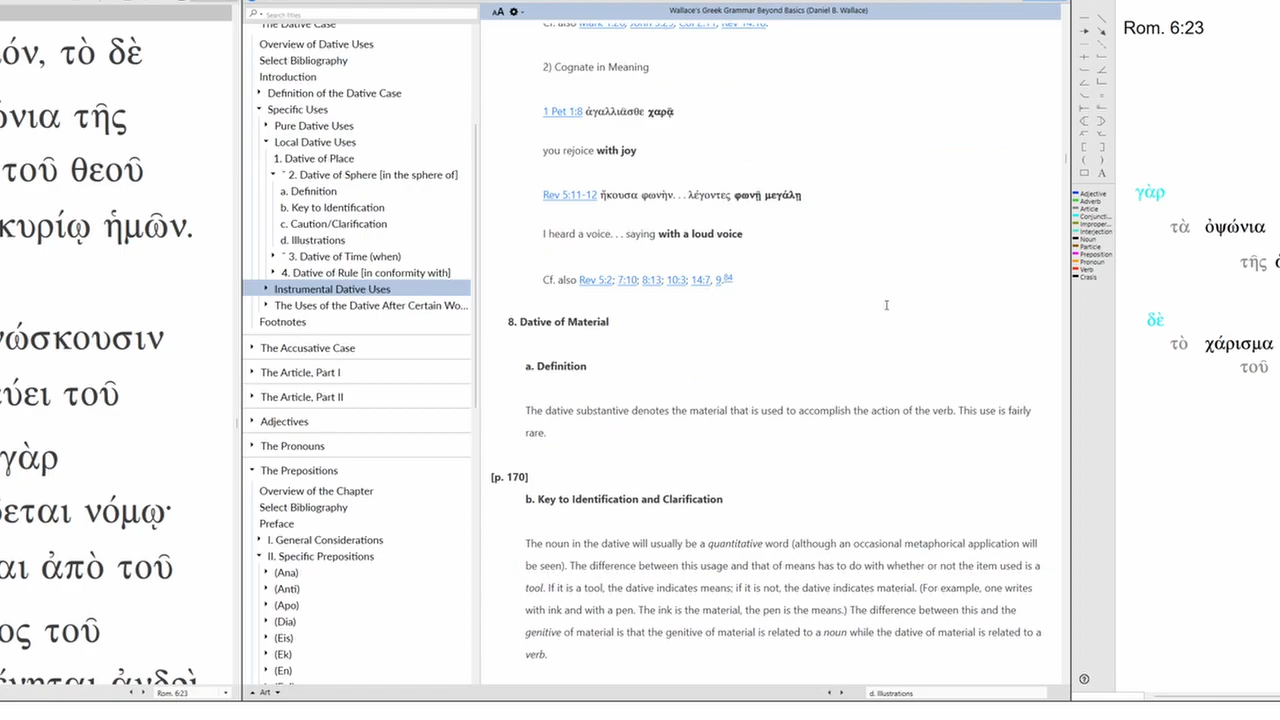 όν, τὸ δὲ
ώνια τῆς
τοῦ θεοῦ
κυρίῳ ἡμῶν.
νώσκουσιν
εύει τοῦ
γὰρ
δεται νόμῳ·
αι ἀπὸ τοῦ
ος τοῦ
Rom. 6:23
Search titles
The Dative Case
Overview of Dative Uses
Select Bibliography
Introduction
Definition of the Dative Case
Specific Uses
Pure Dative Uses
Local Dative Uses
1. Dative of Place
2. Dative of Sphere [in the sphere of]
a. Definition
b. Key to Identification
c. Caution/Clarification
d. Illustrations
3. Dative of Time (when)
4. Dative of Rule [in conformity with]
Instrumental Dative Uses
The Uses of the Dative After Certain Wo...
Footnotes
The Accusative Case
The Article, Part I
The Article, Part II
Adjectives
The Pronouns
The Prepositions
Overview of the Chapter
Select Bibliography
Preface
I. General Considerations
II. Specific Prepositions
(Ana)
(Anti)
(Apo)
(Dia)
(Eis)
(Ek)
(En)
Art
AA
Wallace's Greek Grammar Beyond Basics (Daniel B. Wallace)
2) Cognate in Meaning
1 Pet 1:8 ἀγαλλιᾶσθε χαρᾷ
you rejoice with joy
Rev 5:11-12 ἤκουσα φωνὴν. . . λέγοντες φωνῇ μεγάλῃ
I heard a voice. . . saying with a loud voice
Cf. also Rev 5:2; 7:10; 8:13; 10:3; 14:7, 9.84
8. Dative of Material
a. Definition
The dative substantive denotes the material that is used to accomplish the action of the verb. This use is fairly
rare.
[p. 170]
b. Key to Identification and Clarification
The noun in the dative will usually be a quantitative word (although an occasional metaphorical application will
be seen). The difference between this usage and that of means has to do with whether or not the item used is a
tool. If it is a tool, the dative indicates means; if it is not, the dative indicates material. (For example, one writes
with ink and with a pen. The ink is the material, the pen is the means.) The difference between this and the
genitive of material is that the genitive of material is related to a noun while the dative of material is related to a
verb.
d. Illustrations
Adjective
Adverb
Article
Conjuncti...
Improper...
Interjection
Noun
Particle
Preposition
Pronoun
Verb
Crasis
Rom. 6:23
γὰρ
τὰ ὀψώνια
τῆς
δὲ
τὸ χάρισμα
τοῦ